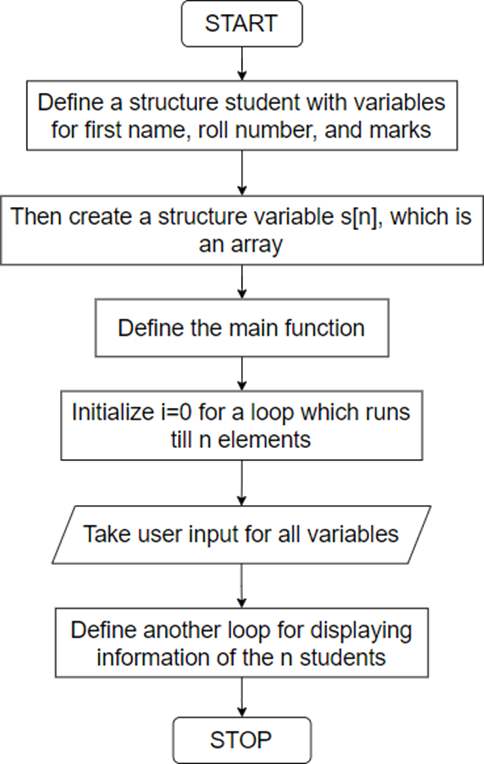 START
Define a structure student with variables
for first name, roll number, and marks
Then create a structure variable s[n], which is
an array
Define the main function
Initialize i=0 for a loop which runs
till n elements
Take user input for all variables
Define another loop for displaying
information of the n students
STOP